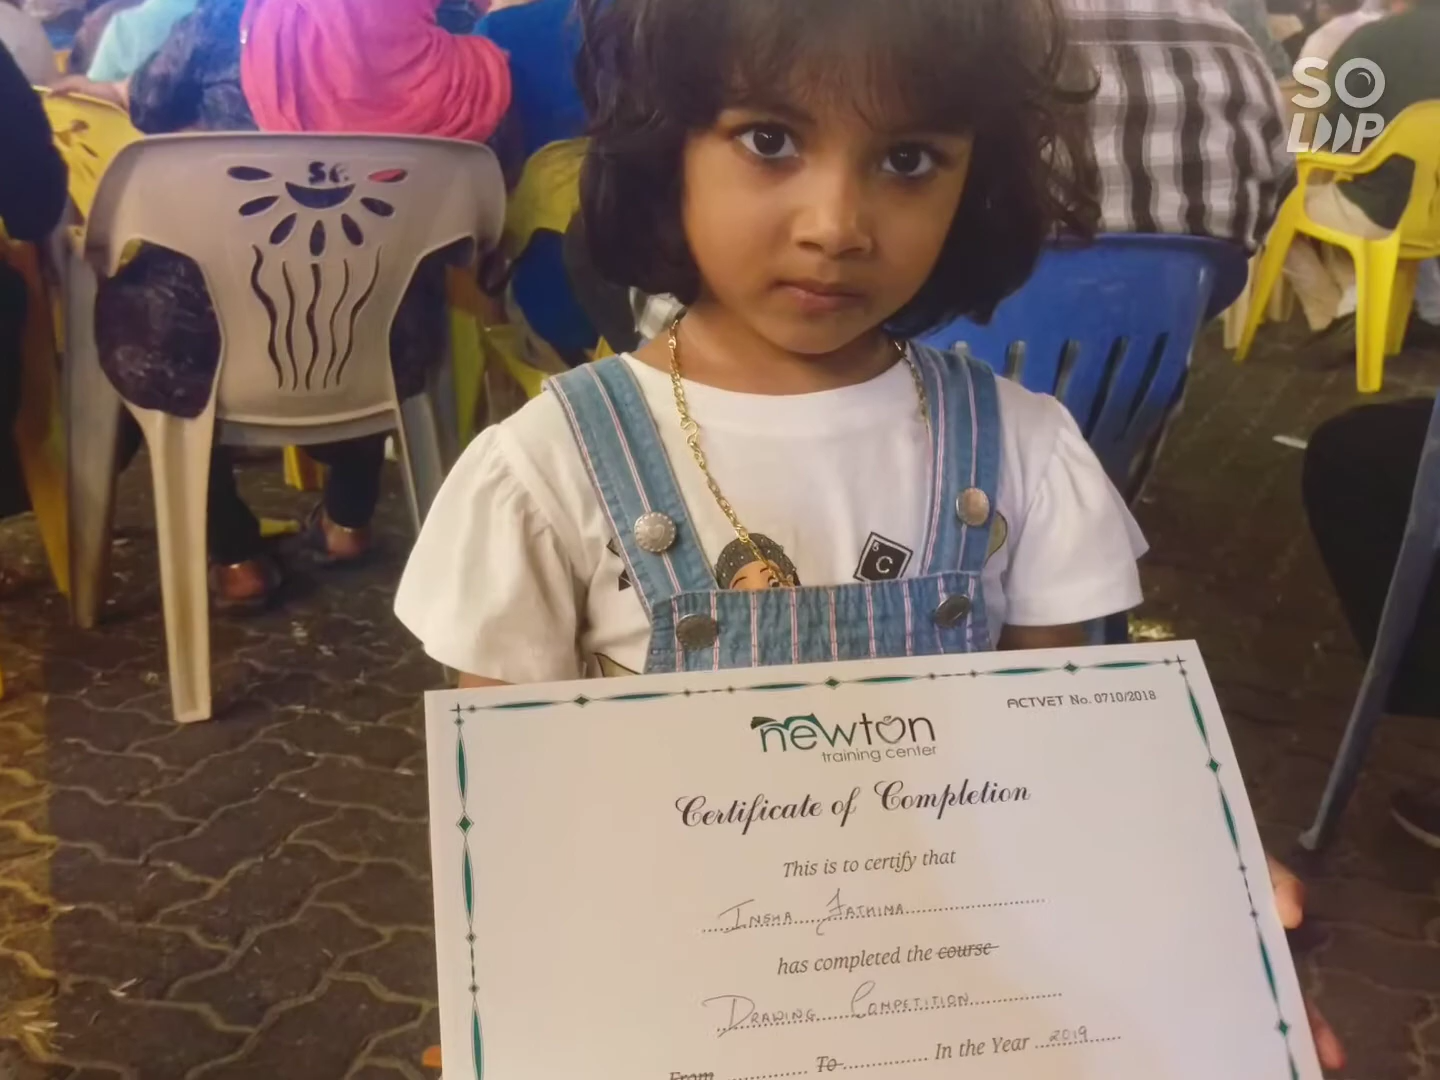 SO
LOOP
C
ACTVET No. 0710/2018
newton
training center
Certificate of Completion
This is to certify that
INSHA FATHIMA
has completed the course
DRAWING COMPETITION
From To In the Year 2019